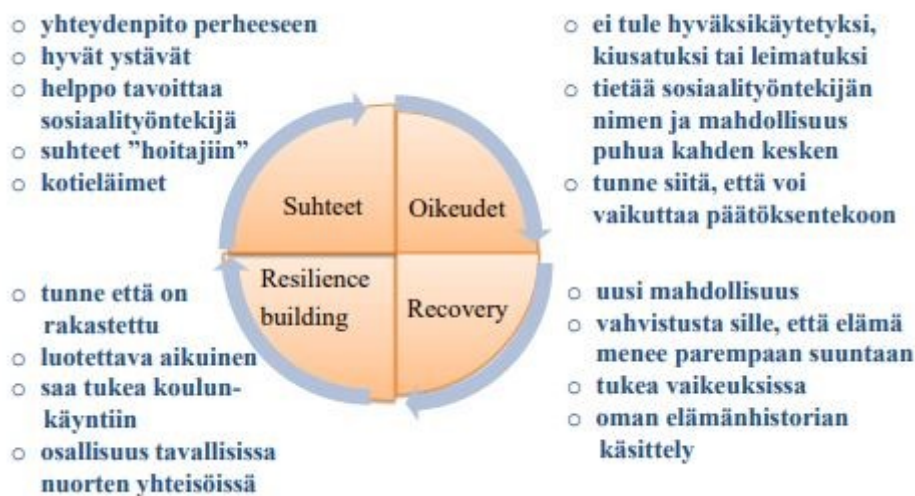 o yhteydenpito perheeseen
o hyvät ystävät
o helppo tavoittaa
sosiaalityöntekijä
o suhteet ”hoitajiin”
o kotieläimet
o ei tule hyväksikäytetyksi,
kiusatuksi tai leimatuksi
o tietää sosiaalityöntekijän
nimen ja mahdollisuus
puhua kahden kesken
o tunne siitä, että voi
vaikuttaa päätöksentekoon
Suhteet
Oikeudet
Resilience
building
Recovery
o tunne että on
rakastettu
o luotettava aikuinen
o saa tukea koulun-
käyntiin
o osallisuus tavallisissa
nuorten yhteisöissä
o uusi mahdollisuus
o vahvistusta sille, että elämä
menee parempaan suuntaan
o tukea vaikeuksissa
o oman elämänhistorian
käsittely